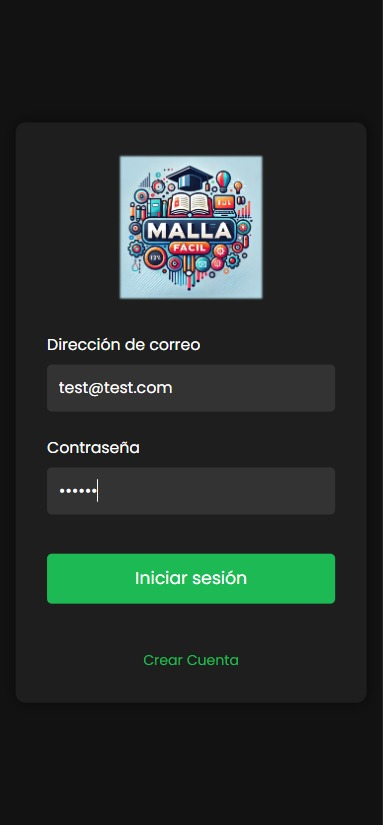 MALLA
FACIL
Dirección de correo
test@test.com
Contraseña
••••••
Iniciar sesión
Crear Cuenta